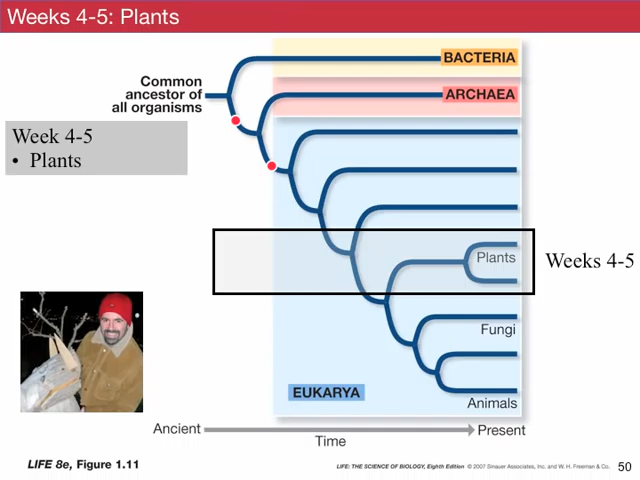 Weeks 4-5: Plants
BACTERIA
Common
ancestor of
all organisms
ARCHAEA
Week 4-5
• Plants
Plants
Weeks 4-5
Fungi
EUKARYA
Animals
Ancient
Present
Time
LIFE 8e, Figure 1.11
LIFE: THE SCIENCE OF BIOLOGY, Eighth Edition © 2007 Sinauer Associates, Inc. and W. H. Freeman & Co.
50